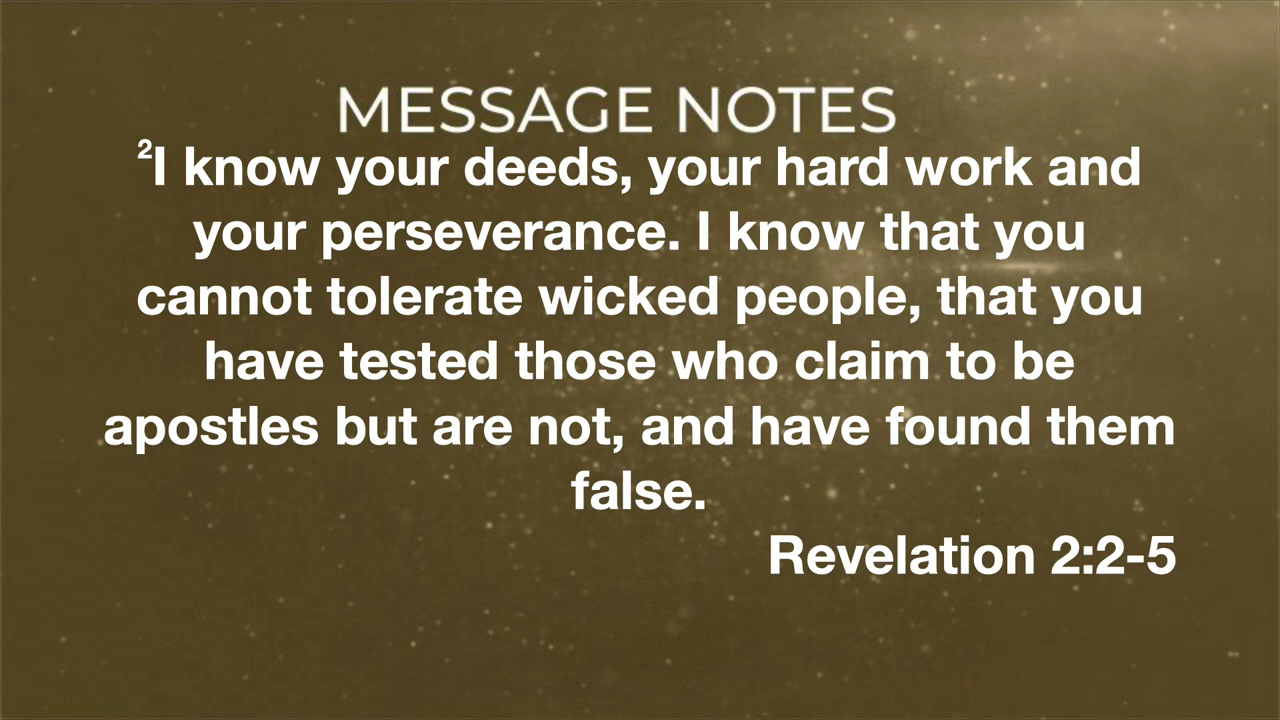 MESSAGE NOTES
²I know your deeds, your hard work and
your perseverance. I know that you
cannot tolerate wicked people, that you
have tested those who claim to be
apostles but are not, and have found them
false.
Revelation 2:2-5